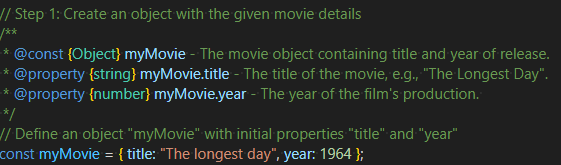 // Step 1: Create an object with the given movie details
/**
* @const {Object} myMovie - The movie object containing title and year of release.
* @property {string} myMovie.title - The title of the movie, e.g., "The Longest Day".
* @property {number} myMovie.year - The year of the film's production.
*/
// Define an object "myMovie" with initial properties "title" and "year"
const myMovie = { title: "The longest day", year: 1964 };